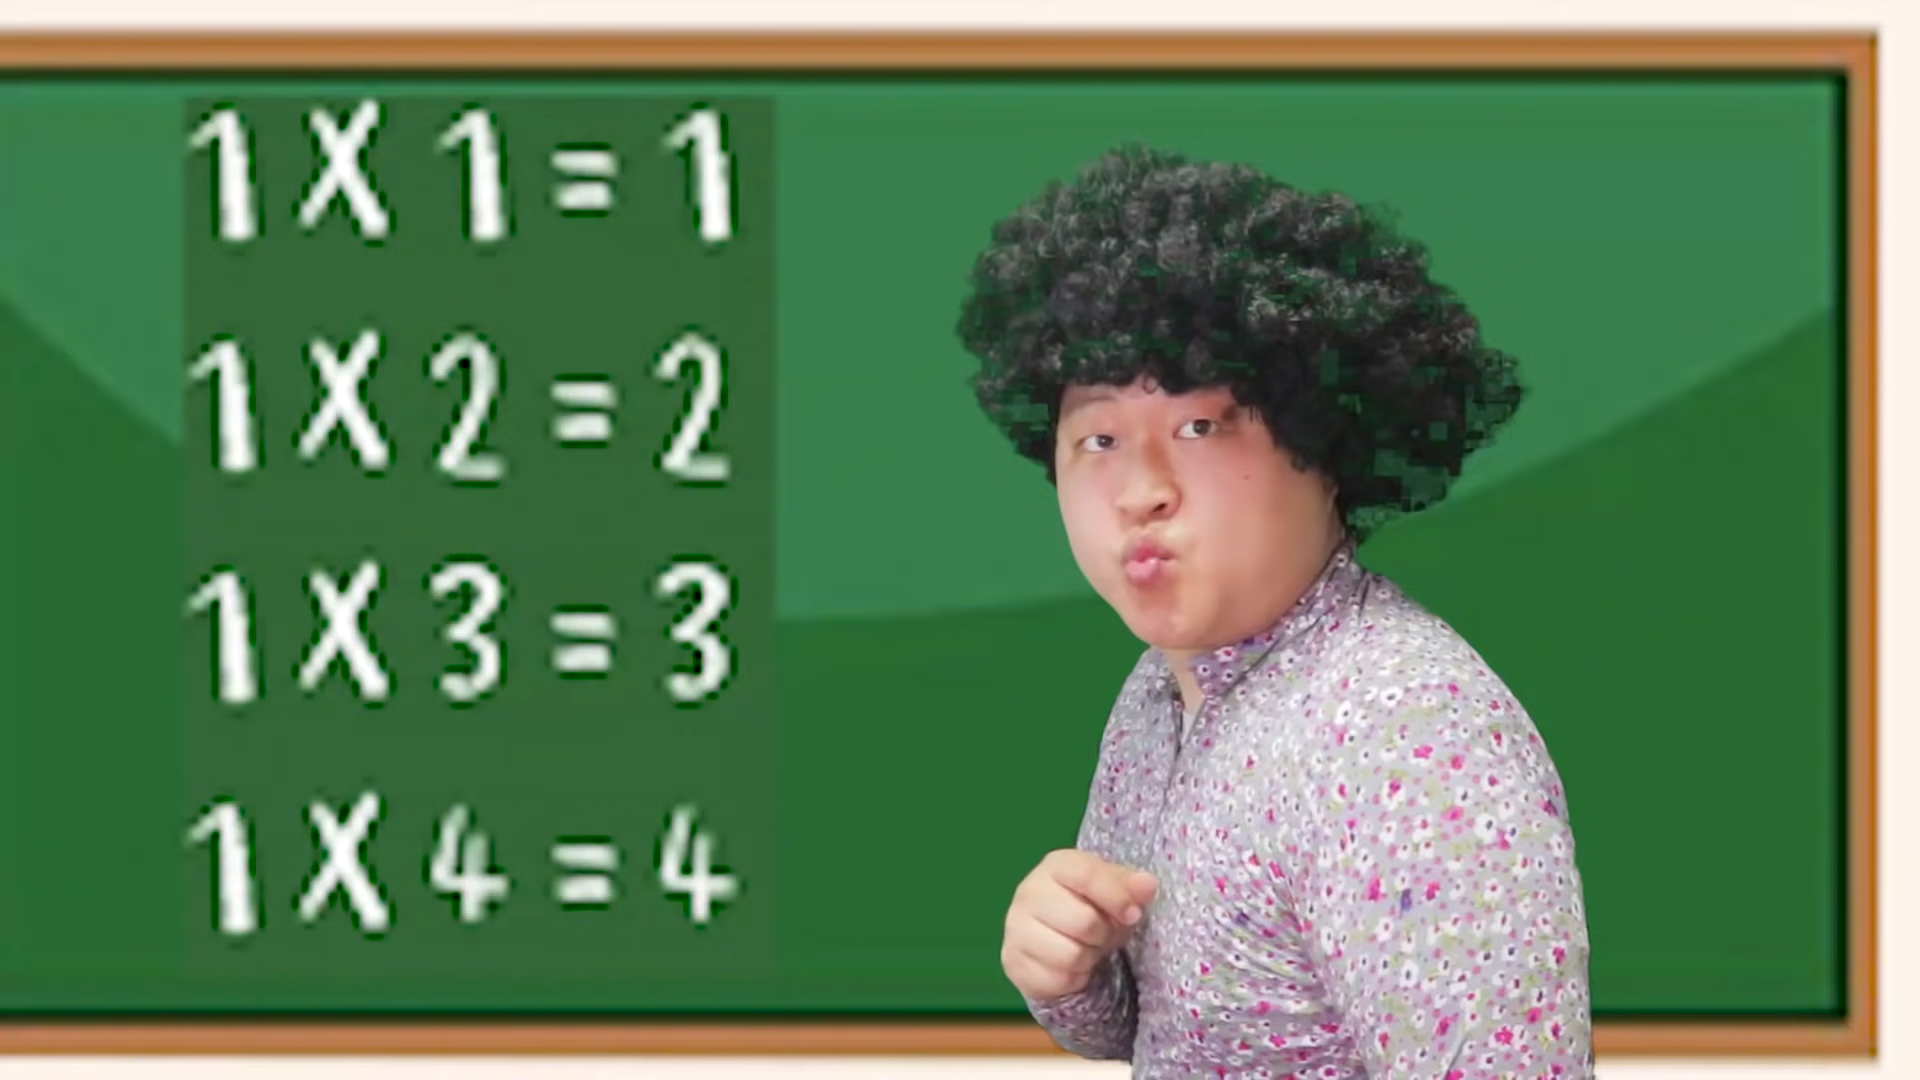 1 X 1 = 1
1 X 2 = 2
1 X 3 = 3
1 X 4 = 4